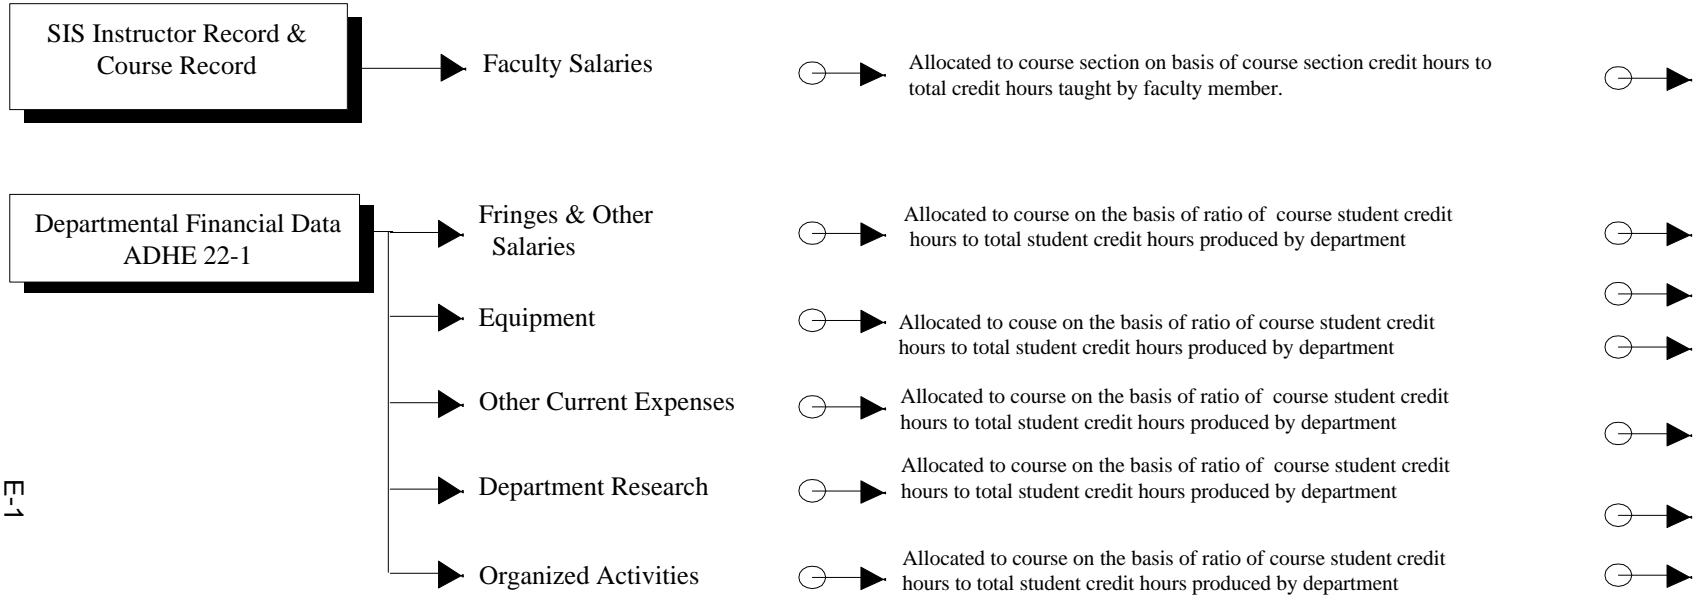 SIS Instructor Record &
Course Record
Faculty Salaries
Allocated to course section on basis of course section credit hours to
total credit hours taught by faculty member.
Departmental Financial Data
ADHE 22-1
Fringes & Other
Salaries
Allocated to course on the basis of ratio of course student credit
hours to total student credit hours produced by department
Equipment
Allocated to couse on the basis of ratio of course student credit
hours to total student credit hours produced by department
Other Current Expenses
Allocated to course on the basis of ratio of course student credit
hours to total student credit hours produced by department
Department Research
Allocated to course on the basis of ratio of course student credit
hours to total student credit hours produced by department
Organized Activities
Allocated to course on the basis of ratio of course student credit
hours to total student credit hours produced by department
E-1